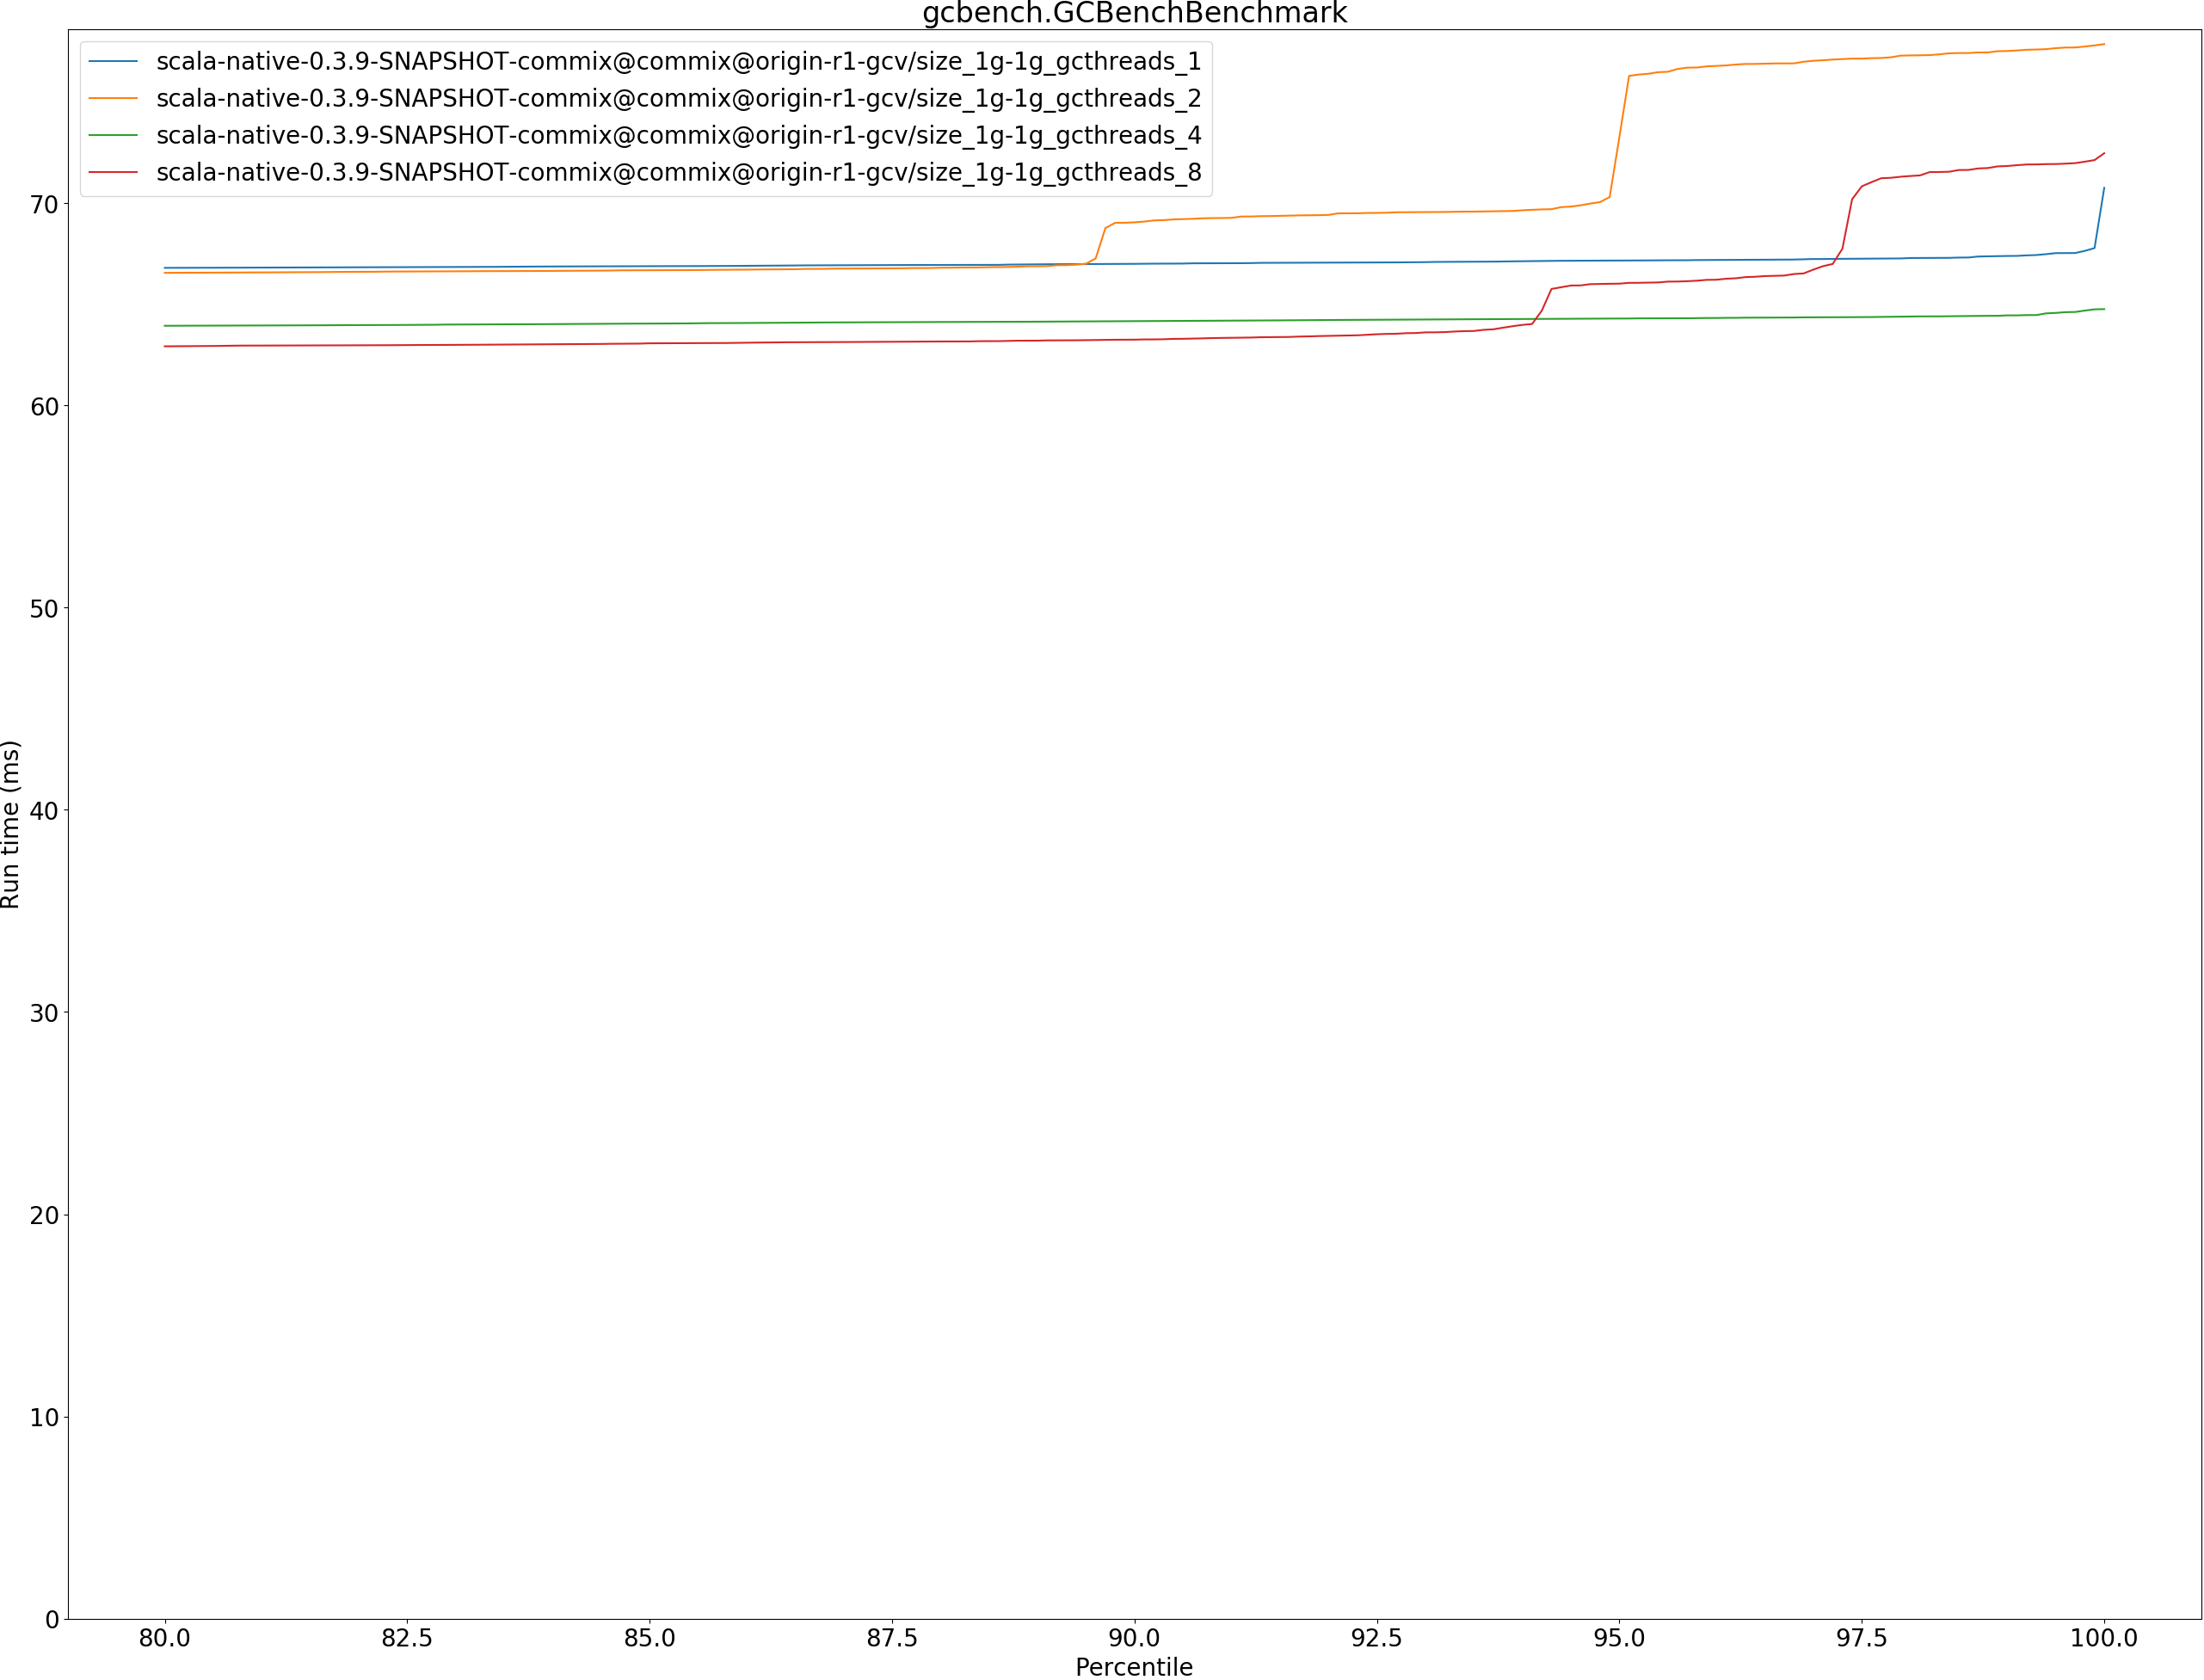 gcbench.GCBenchBenchmark
scala-native-0.3.9-SNAPSHOT-commix@commix@origin-r1-gcv/size_1g-1g_gcthreads_1
scala-native-0.3.9-SNAPSHOT-commix@commix@origin-r1-gcv/size_1g-1g_gcthreads_2
scala-native-0.3.9-SNAPSHOT-commix@commix@origin-r1-gcv/size_1g-1g_gcthreads_4
scala-native-0.3.9-SNAPSHOT-commix@commix@origin-r1-gcv/size_1g-1g_gcthreads_8
70
60
50
40
30
20
10
0
Run time (ms)
80.0 82.5 85.0 87.5 90.0 92.5 95.0 97.5 100.0
Percentile